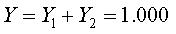 Y = Y₁ + Y₂ = 1.000